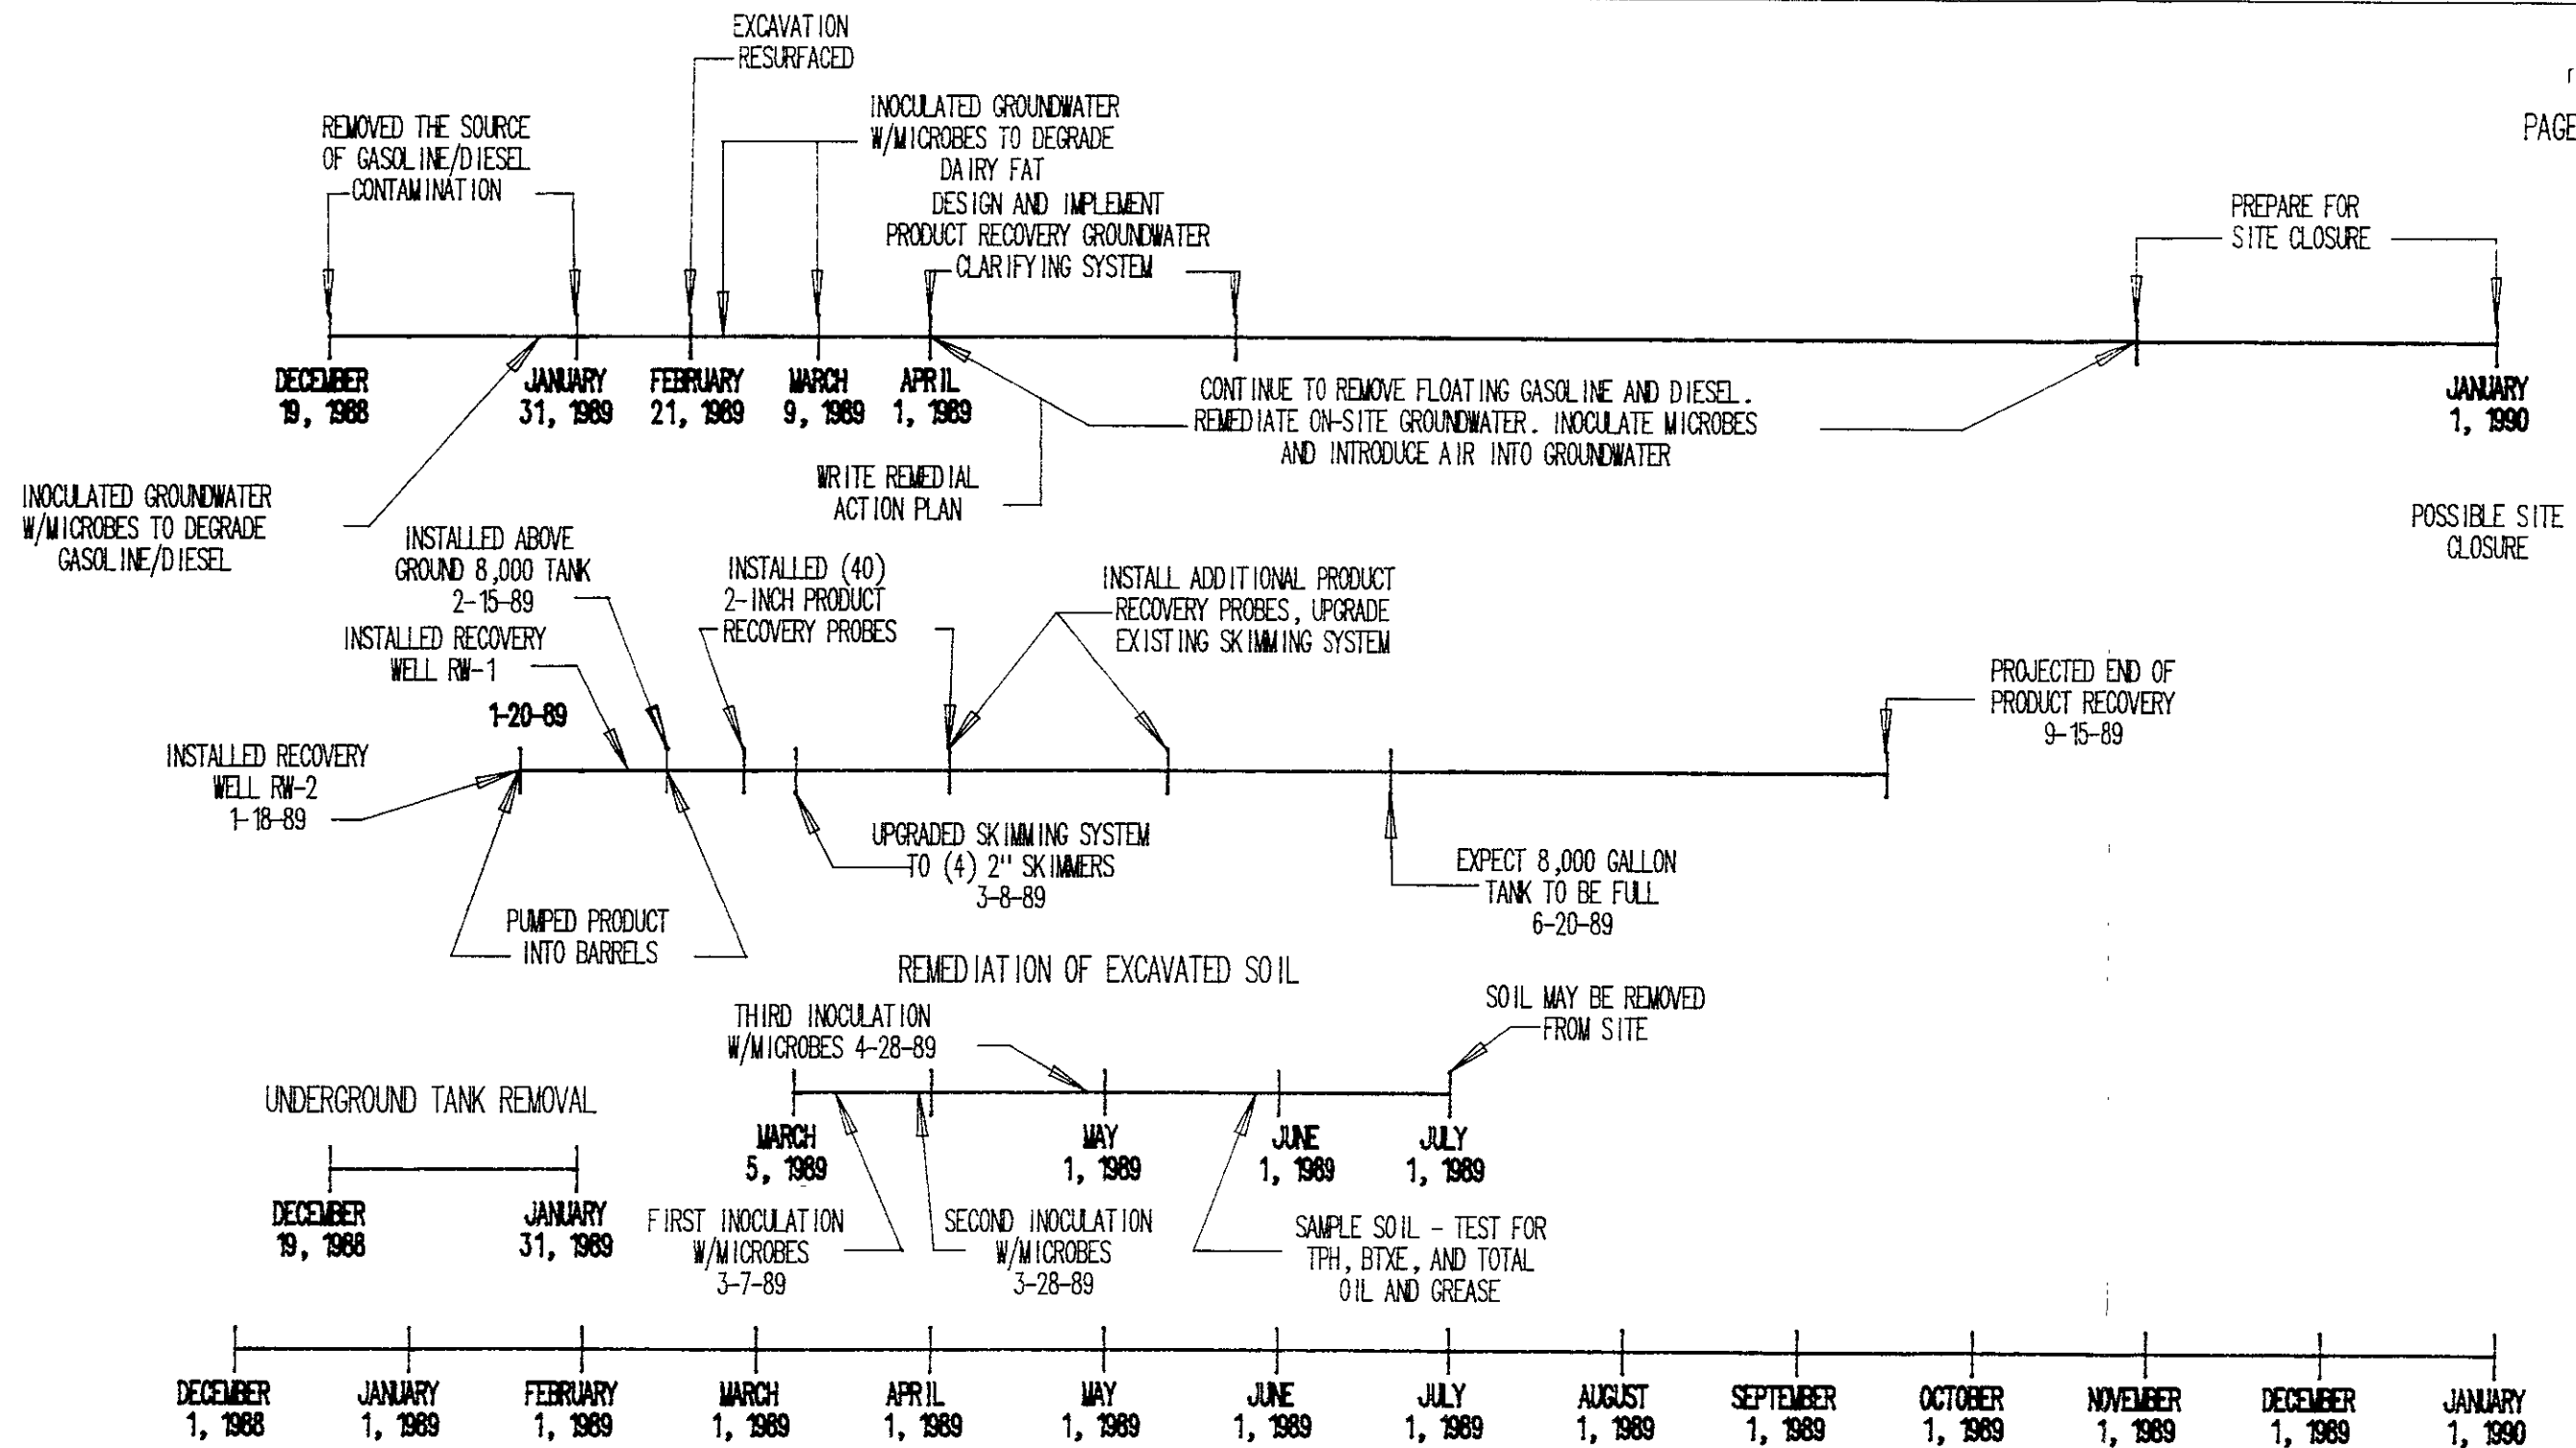 EXCAVATION
RESURFACED
PAGE
REMOVED THE SOURCE
OF GASOLINE/DIESEL
CONTAMINATION
INOCULATED GROUNDWATER
W/MICROBES TO DEGRADE
DAIRY FAT
DESIGN AND IMPLEMENT
PRODUCT RECOVERY GROUNDWATER
CLARIFYING SYSTEM
PREPARE FOR
SITE CLOSURE
DECEMBER
19, 1988
JANUARY
31, 1989
FEBRUARY
21, 1989
MARCH
9, 1989
APRIL
1, 1989
JANUARY
1, 1990
CONTINUE TO REMOVE FLOATING GASOLINE AND DIESEL.
REMEDIATE ON-SITE GROUNDWATER. INOCULATE MICROBES
AND INTRODUCE AIR INTO GROUNDWATER
WRITE REMEDIAL
ACTION PLAN
INOCULATED GROUNDWATER
W/MICROBES TO DEGRADE
GASOLINE/DIESEL
POSSIBLE SITE
CLOSURE
INSTALLED ABOVE
GROUND 8,000 TANK
2-15-89
INSTALLED (40)
2-INCH PRODUCT
RECOVERY PROBES
INSTALL ADDITIONAL PRODUCT
RECOVERY PROBES, UPGRADE
EXISTING SKIMMING SYSTEM
INSTALLED RECOVERY
WELL RW-1
1-20-89
PROJECTED END OF
PRODUCT RECOVERY
9-15-89
INSTALLED RECOVERY
WELL RW-2
1-18-89
UPGRADED SKIMMING SYSTEM
TO (4) 2" SKIMMERS
3-8-89
EXPECT 8,000 GALLON
TANK TO BE FULL
6-20-89
PUMPED PRODUCT
INTO BARRELS
REMEDIATION OF EXCAVATED SOIL
THIRD INOCULATION
W/MICROBES 4-28-89
SOIL MAY BE REMOVED
FROM SITE
UNDERGROUND TANK REMOVAL
MARCH
5, 1989
MAY
1, 1989
JUNE
1, 1989
JULY
1, 1989
DECEMBER
19, 1988
JANUARY
31, 1989
FIRST INOCULATION
W/MICROBES
3-7-89
SECOND INOCULATION
W/MICROBES
3-28-89
SAMPLE SOIL - TEST FOR
TPH, BTXE, AND TOTAL
OIL AND GREASE
DECEMBER
1, 1988
JANUARY
1, 1989
FEBRUARY
1, 1989
MARCH
1, 1989
APRIL
1, 1989
MAY
1, 1989
JUNE
1, 1989
JULY
1, 1989
AUGUST
1, 1989
SEPTEMBER
1, 1989
OCTOBER
1, 1989
NOVEMBER
1, 1989
DECEMBER
1, 1989
JANUARY
1, 1990